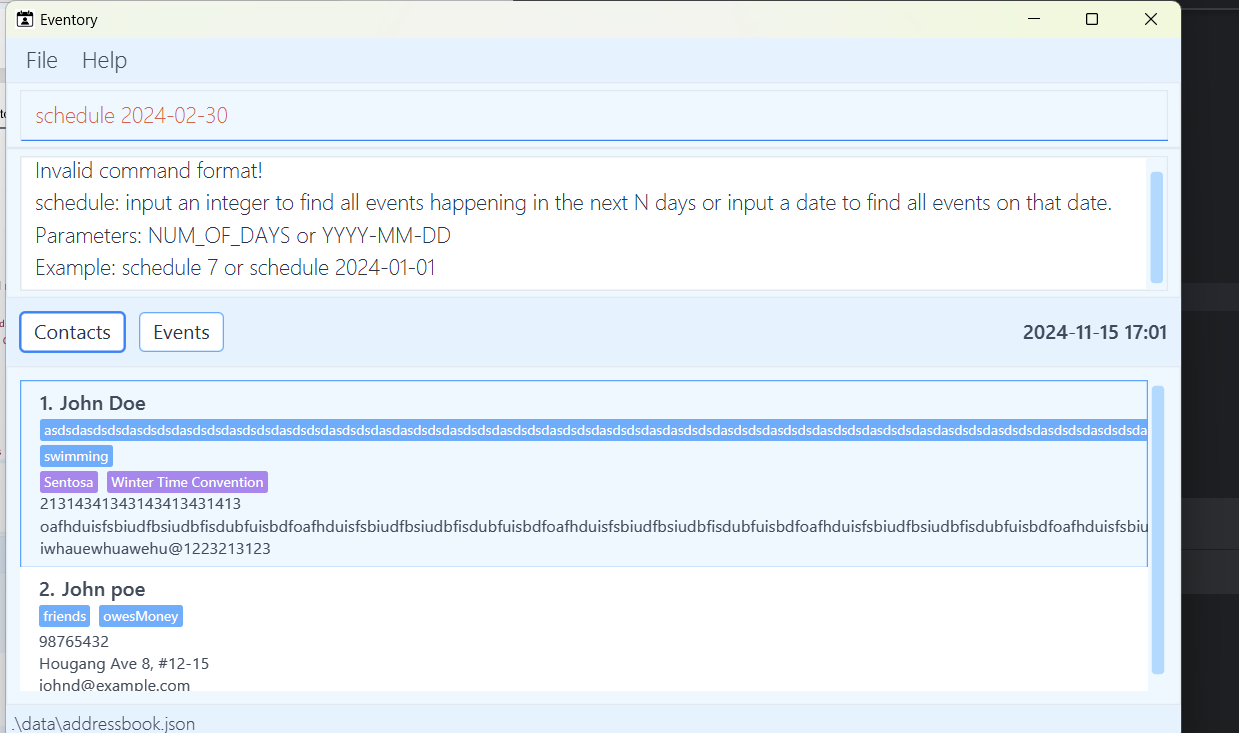 Eventory
File Help
schedule 2024-02-30
Invalid command format!
schedule: input an integer to find all events happening in the next N days or input a date to find all events on that date.
Parameters: NUM_OF_DAYS or YYYY-MM-DD
Example: schedule 7 or schedule 2024-01-01
Contacts Events 2024-11-15 17:01
1. John Doe
swimming
Sentosa Winter Time Convention
21314341343143413431413
iwhauewhuawehu@1223213123
2. John poe
friends owesMoney
98765432
Hougang Ave 8, #12-15
johnd@example.com
.\data\addressbook.json